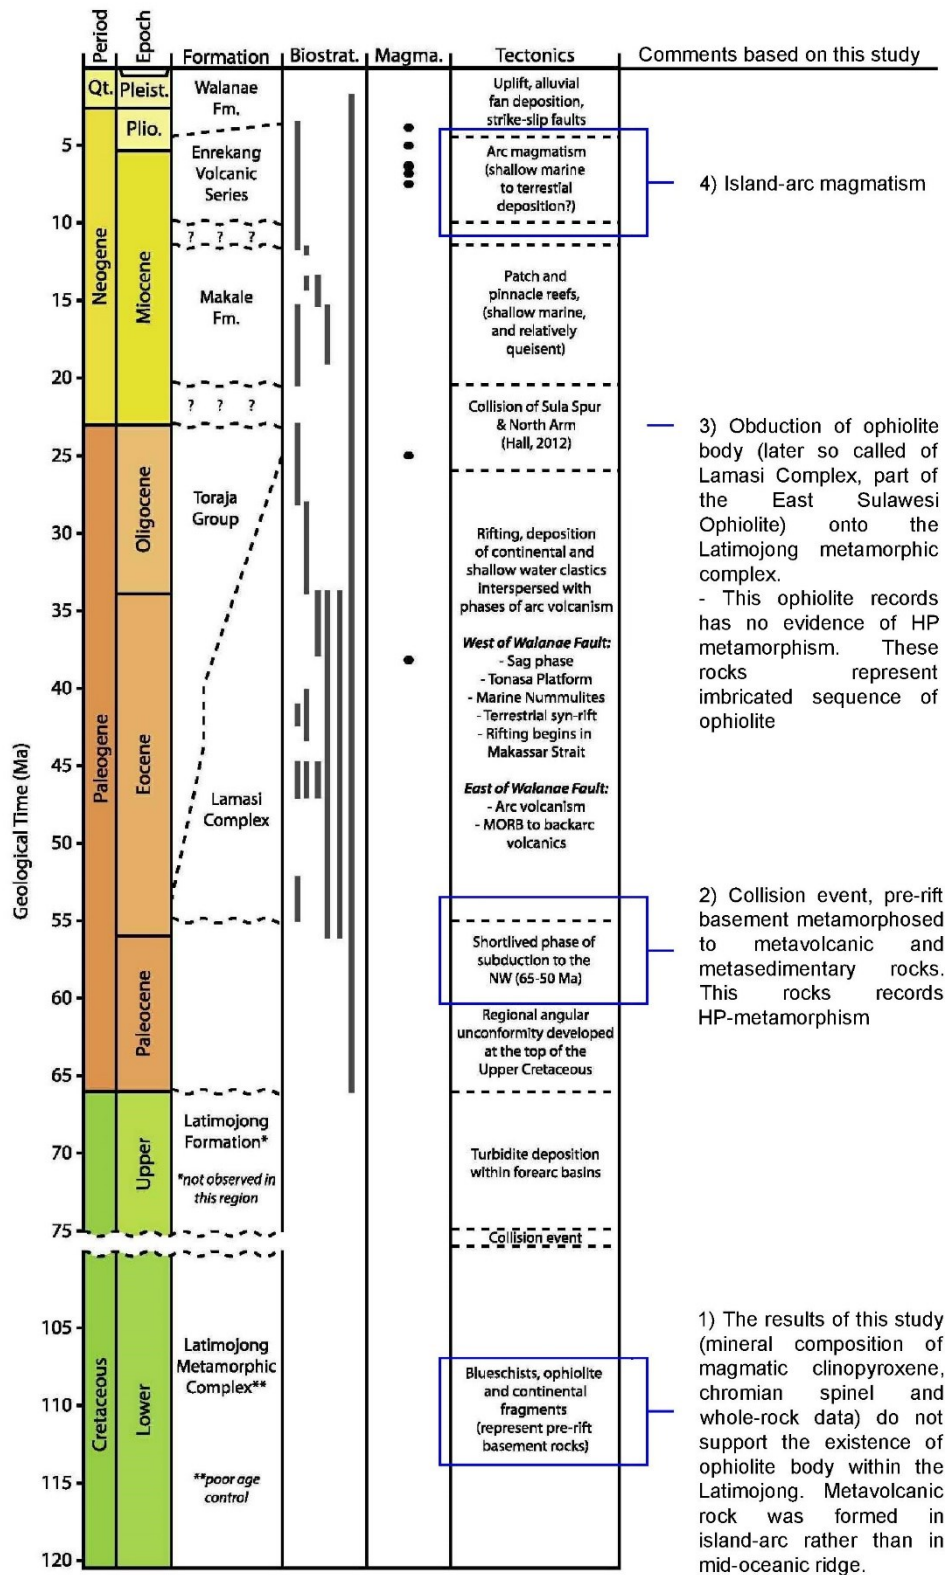 Period
Epoch
Formation
Biostrat.
Magma.
Tectonics
Comments based on this study
Geological Time (Ma)
5
10
15
20
25
30
35
40
45
50
55
60
65
70
75
105
110
115
120
Qt.
Neogene
Paleogene
Cretaceous
Pleist.
Plio.
Miocene
Oligocene
Eocene
Paleocene
Upper
Lower
Walanae
Fm.
Enrekang
Volcanic
Series
? ? ?
Makale
Fm.
? ? ?
Toraja
Group
Lamasi
Complex
Latimojong
Formation*
*not observed in
this region
Latimojong
Metamorphic
Complex**
**poor age
control
Uplift, alluvial
fan deposition,
strike-slip faults
Arc magmatism
(shallow marine
to terrestial
deposition?)
Patch and
pinnacle reefs,
(shallow marine,
and relatively
queisent)
Collision of Sula Spur
& North Arm
(Hall, 2012)
Rifting, deposition
of continental and
shallow water clastics
interspersed with
phases of arc volcanism
West of Walanae Fault:
- Sag phase
- Tonasa Platform
- Marine Nummulites
- Terrestrial syn-rift
- Rifting begins in
Makassar Strait
East of Walanae Fault:
- Arc volcanism
- MORB to backarc
volcanics
Shortlived phase of
subduction to the
NW (65-50 Ma)
Regional angular
unconformity developed
at the top of the
Upper Cretaceous
Turbidite deposition
within forearc basins
Collision event
Blueschists, ophiolite
and continental
fragments
(represent pre-rift
basement rocks)
4) Island-arc magmatism
3) Obduction of ophiolite
body (later so called of
Lamasi Complex, part of
the East Sulawesi
Ophiolite) onto the
Latimojong metamorphic
complex.
- This ophiolite records
has no evidence of HP
metamorphism. These
rocks represent
imbricated sequence of
ophiolite
2) Collision event, pre-rift
basement metamorphosed
to metavolcanic and
metasedimentary rocks.
This rocks records
HP-metamorphism
1) The results of this study
(mineral composition of
magmatic clinopyroxene,
chromian spinel and
whole-rock data) do not
support the existence of
ophiolite body within the
Latimojong. Metavolcanic
rock was formed in
island-arc rather than in
mid-oceanic ridge.